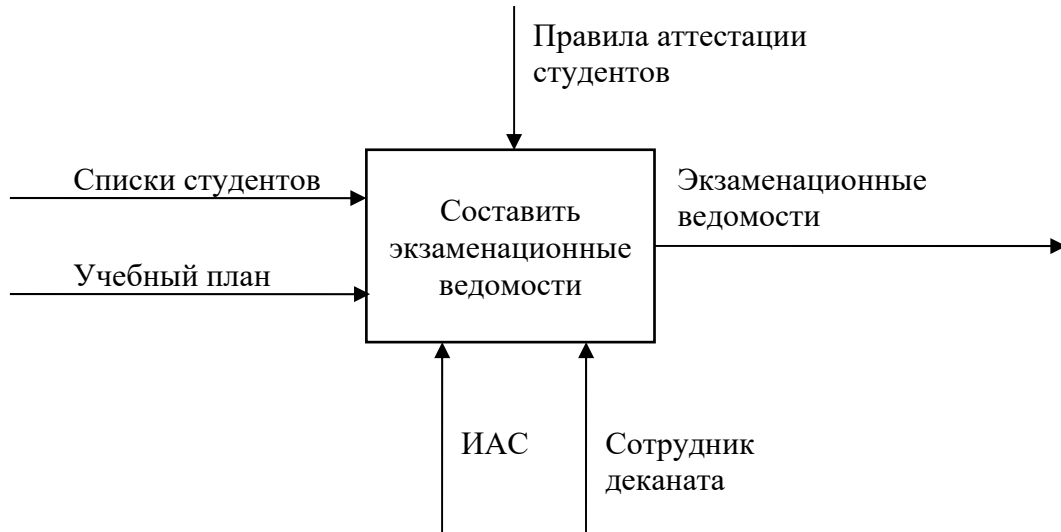 Правила аттестации
студентов
Списки студентов
Учебный план
Составить
экзаменационные
ведомости
Экзаменационные
ведомости
ИАС
Сотрудник
деканата